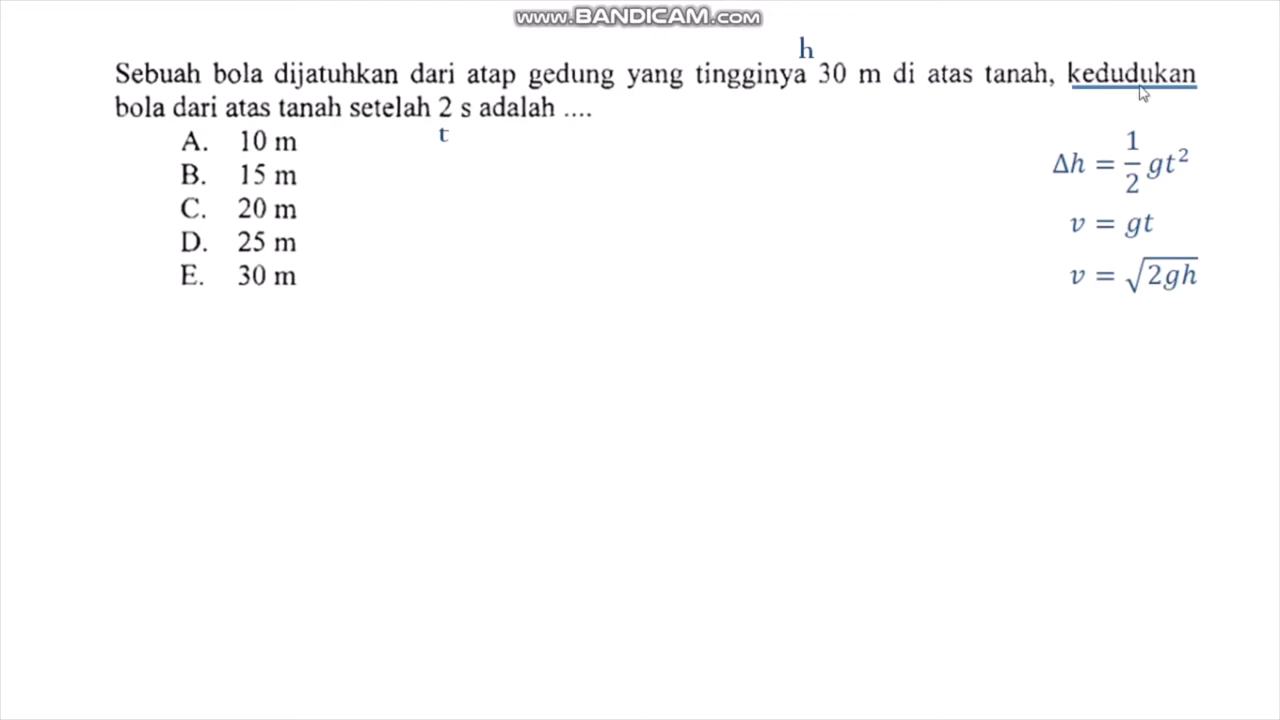 www.BANDICAM.com
h
Sebuah bola dijatuhkan dari atap gedung yang tingginya 30 m di atas tanah, kedudukan
bola dari atas tanah setelah 2 s adalah ....
t
A. 10 m
B. 15 m
C. 20 m
D. 25 m
E. 30 m
Δh = 1/2 gt²
v = gt
v = √2gh